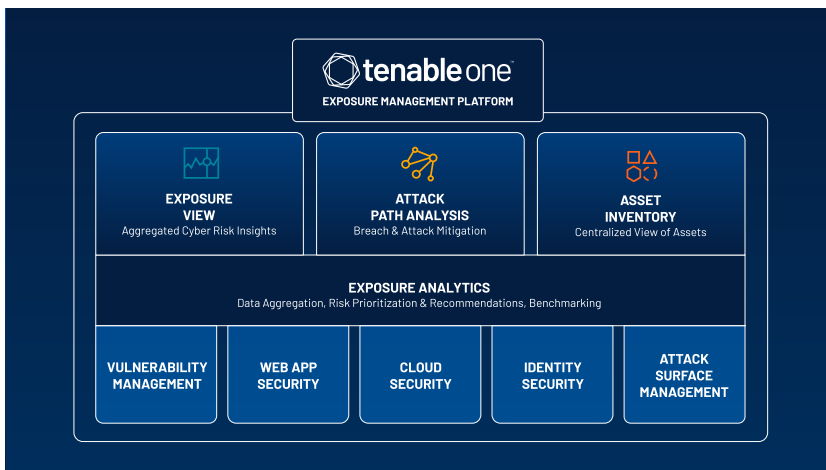 tenable one™
EXPOSURE MANAGEMENT PLATFORM
EXPOSURE
VIEW
Aggregated Cyber Risk Insights
ATTACK
PATH ANALYSIS
Breach & Attack Mitigation
ASSET
INVENTORY
Centralized View of Assets
EXPOSURE ANALYTICS
Data Aggregation, Risk Prioritization & Recommendations, Benchmarking
VULNERABILITY
MANAGEMENT
WEB APP
SECURITY
CLOUD
SECURITY
IDENTITY
SECURITY
ATTACK
SURFACE
MANAGEMENT